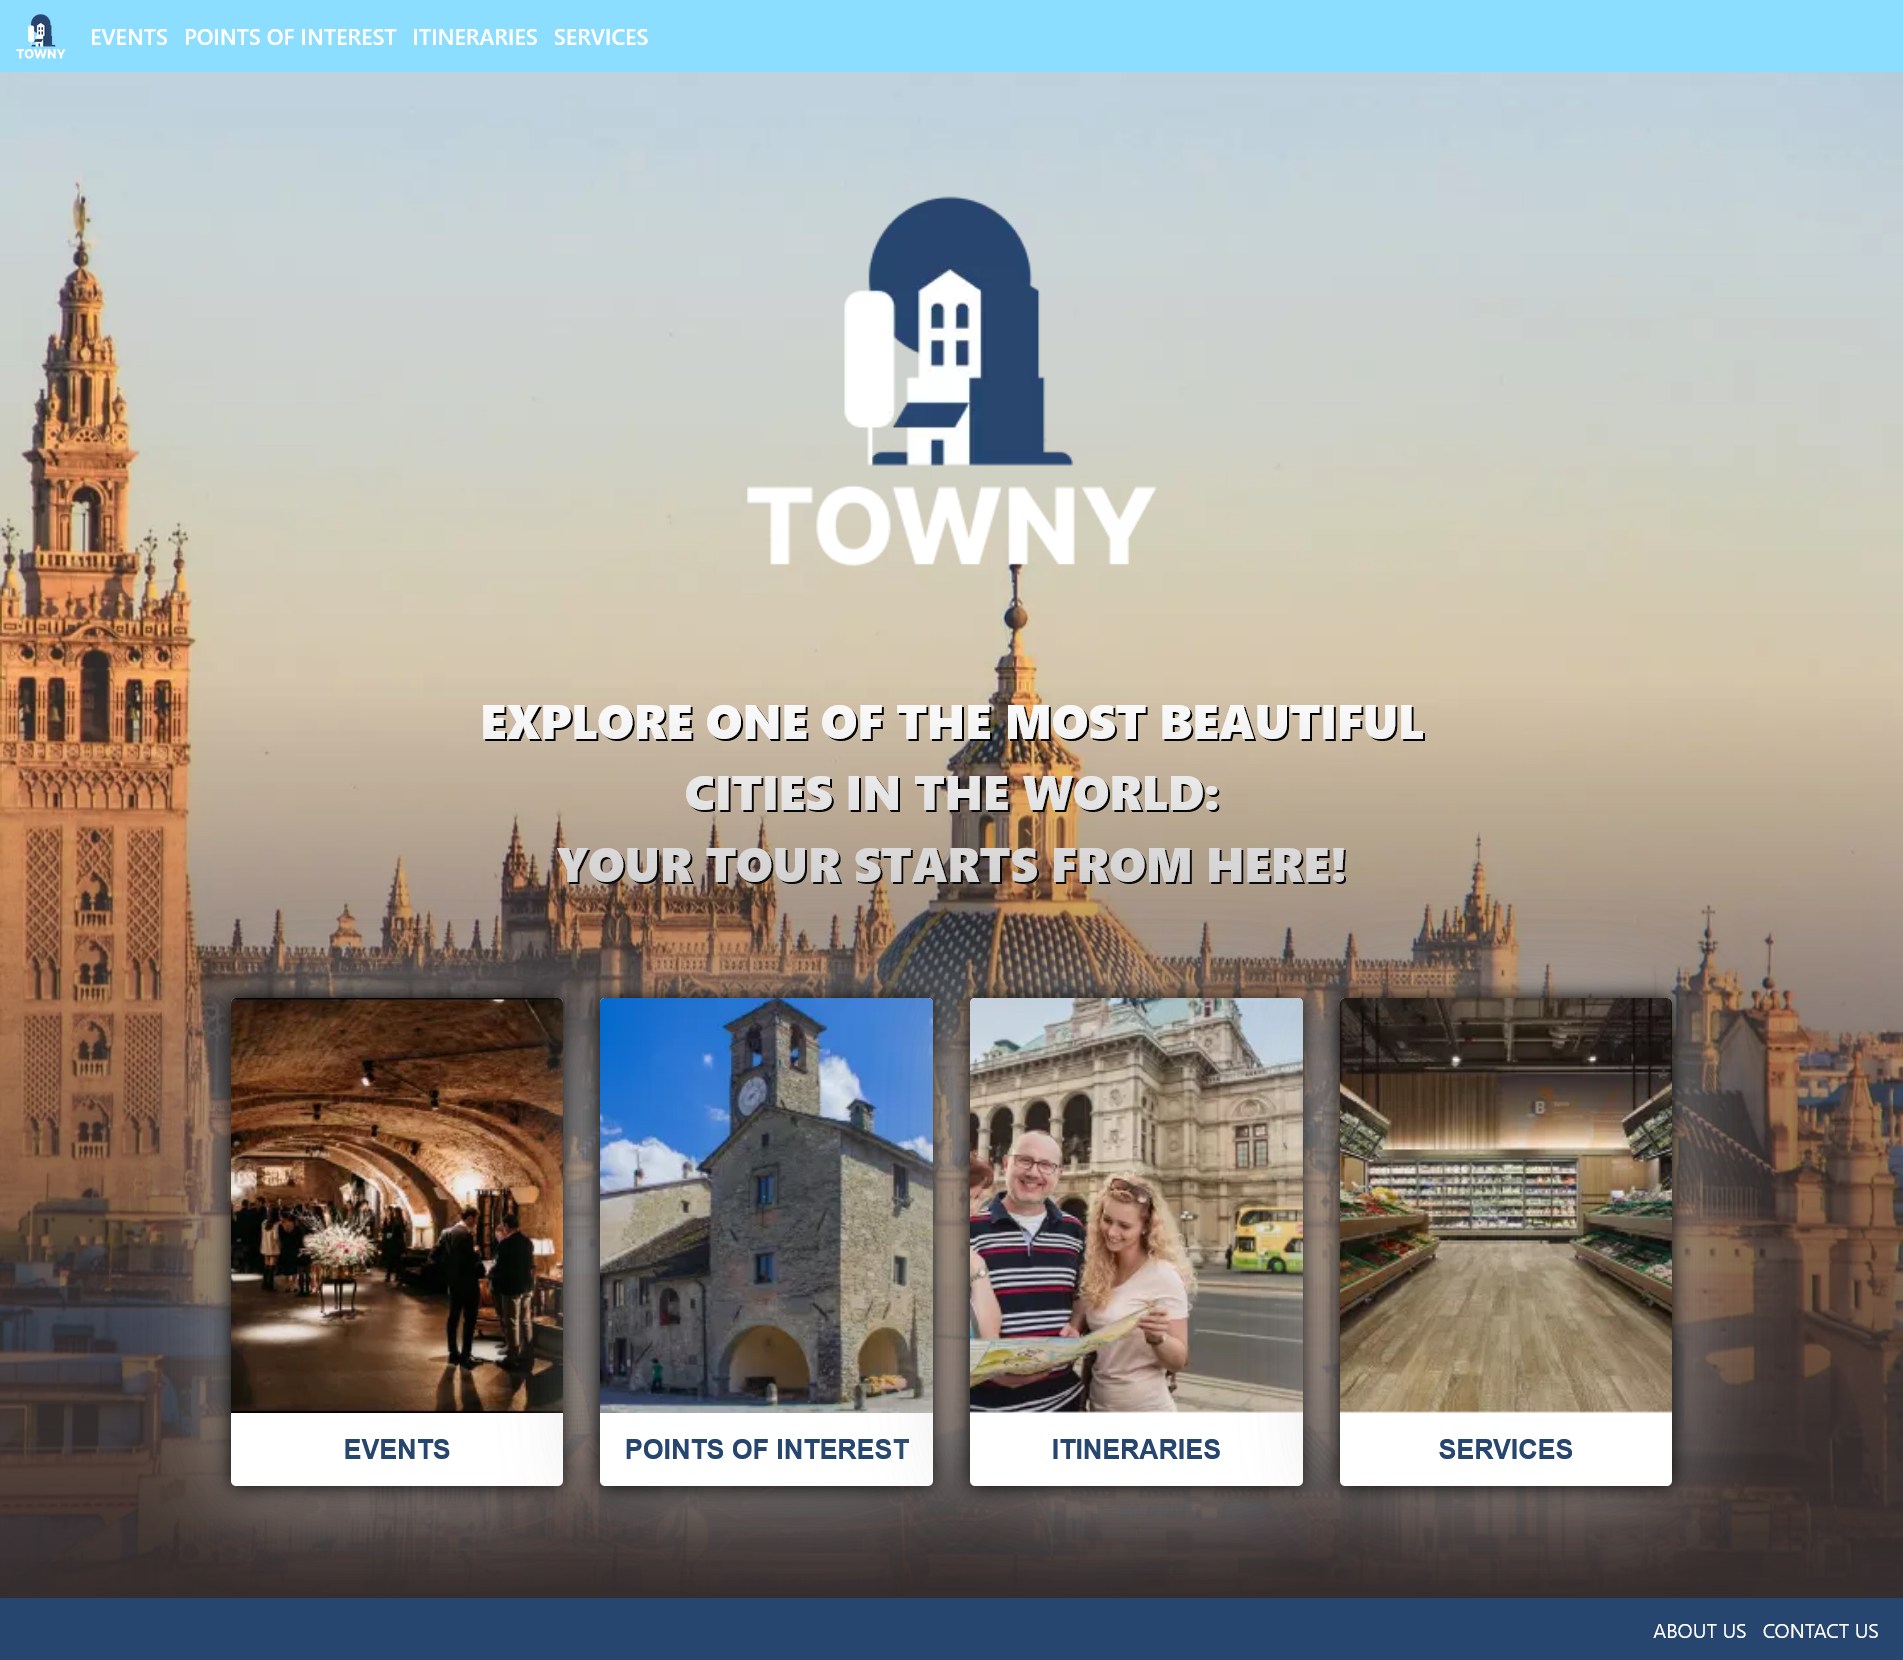 TOWNY
EVENTS POINTS OF INTEREST ITINERARIES SERVICES
TOWNY
EXPLORE ONE OF THE MOST BEAUTIFUL
CITIES IN THE WORLD:
YOUR TOUR STARTS FROM HERE!
EVENTS
POINTS OF INTEREST
ITINERARIES
SERVICES
ABOUT US CONTACT US